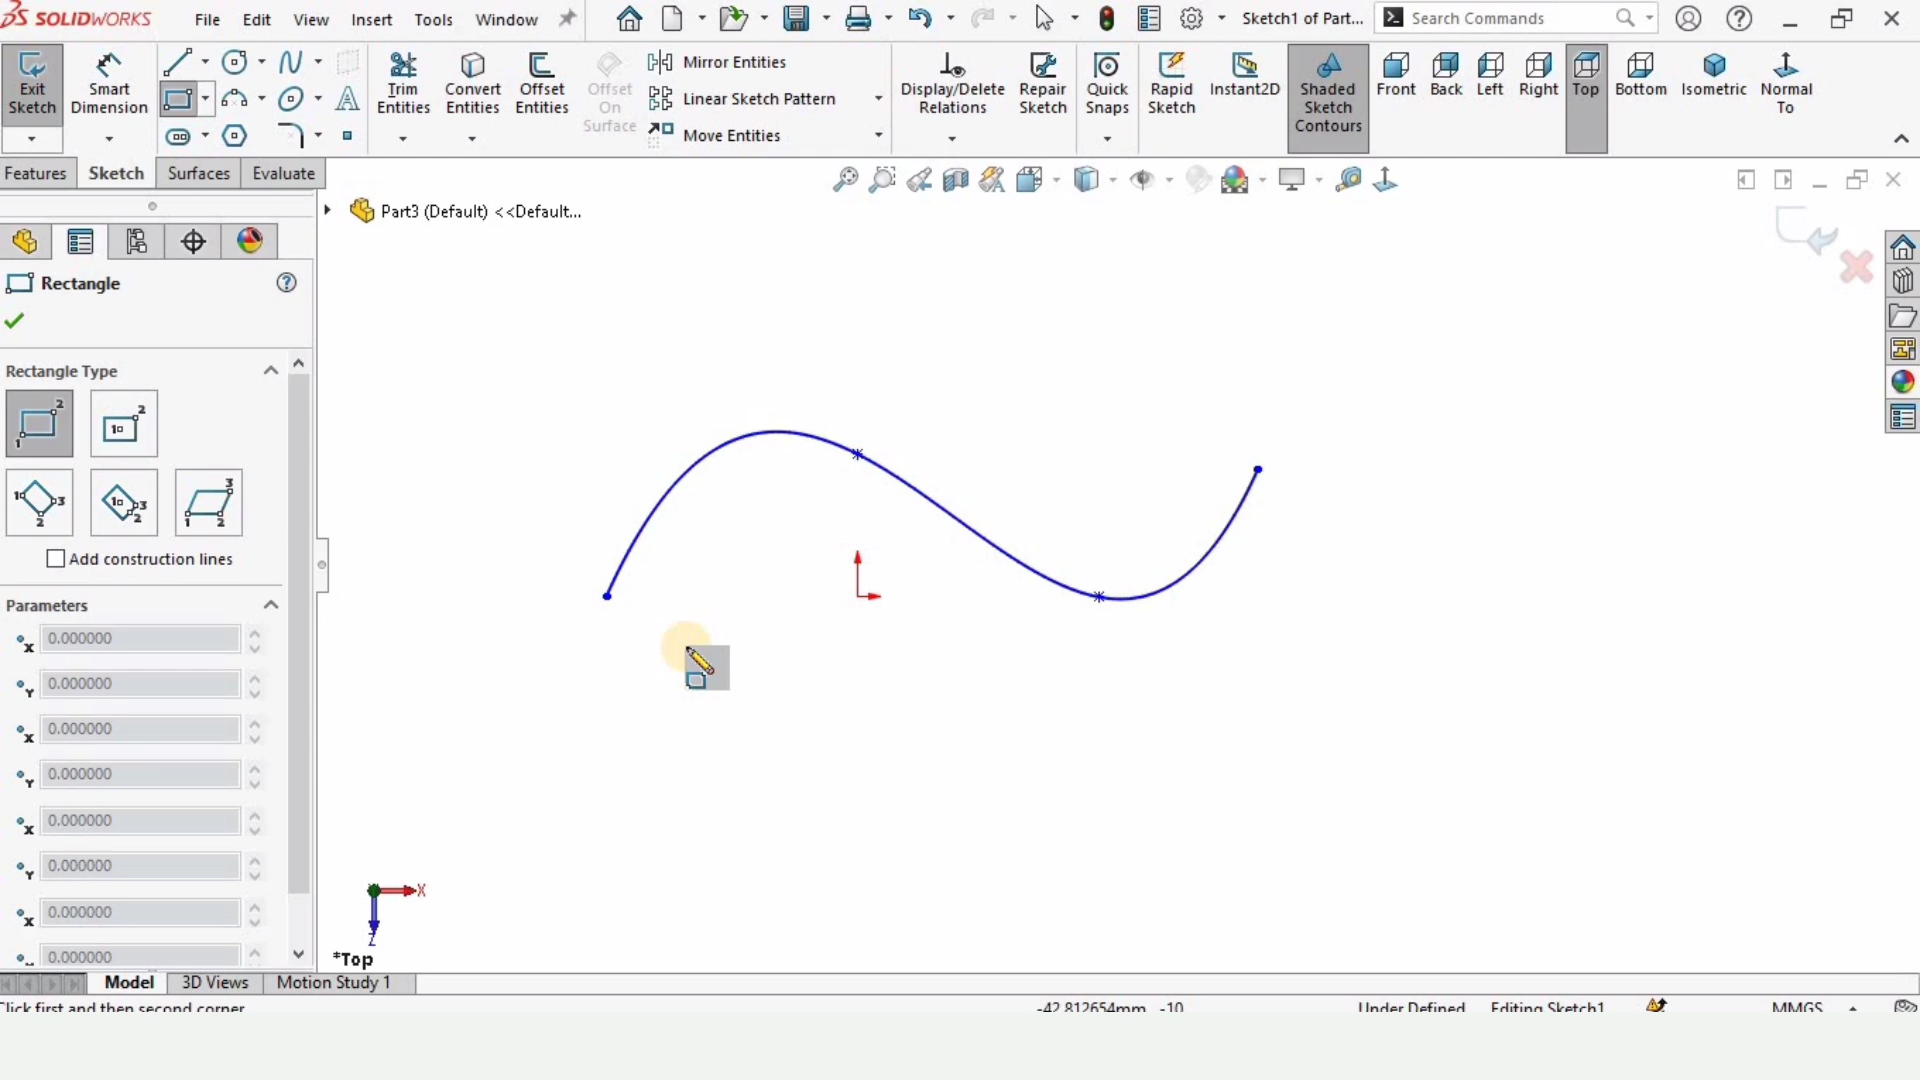 SOLIDWORKS File Edit View Insert Tools Window Sketch1 of Part... Search Commands
Exit Sketch
Smart Dimension
Trim Entities
Convert Entities
Offset Entities
Offset On Surface
Mirror Entities
Linear Sketch Pattern
Move Entities
Display/Delete Relations
Repair Sketch
Quick Snaps
Rapid Sketch
Instant2D
Shaded Sketch Contours
Front
Back
Left
Right
Top
Bottom
Isometric
Normal To
Features Sketch Surfaces Evaluate
Part3 (Default) <<Default...
Rectangle
Rectangle Type
Add construction lines
Parameters
X 0.000000
Y 0.000000
X 0.000000
Y 0.000000
X 0.000000
Y 0.000000
X 0.000000
0.000000
X
Z
*Top
Model 3D Views Motion Study 1
Click first and then second corner -42.812654mm -10 Under Defined Editing Sketch1 MMGS